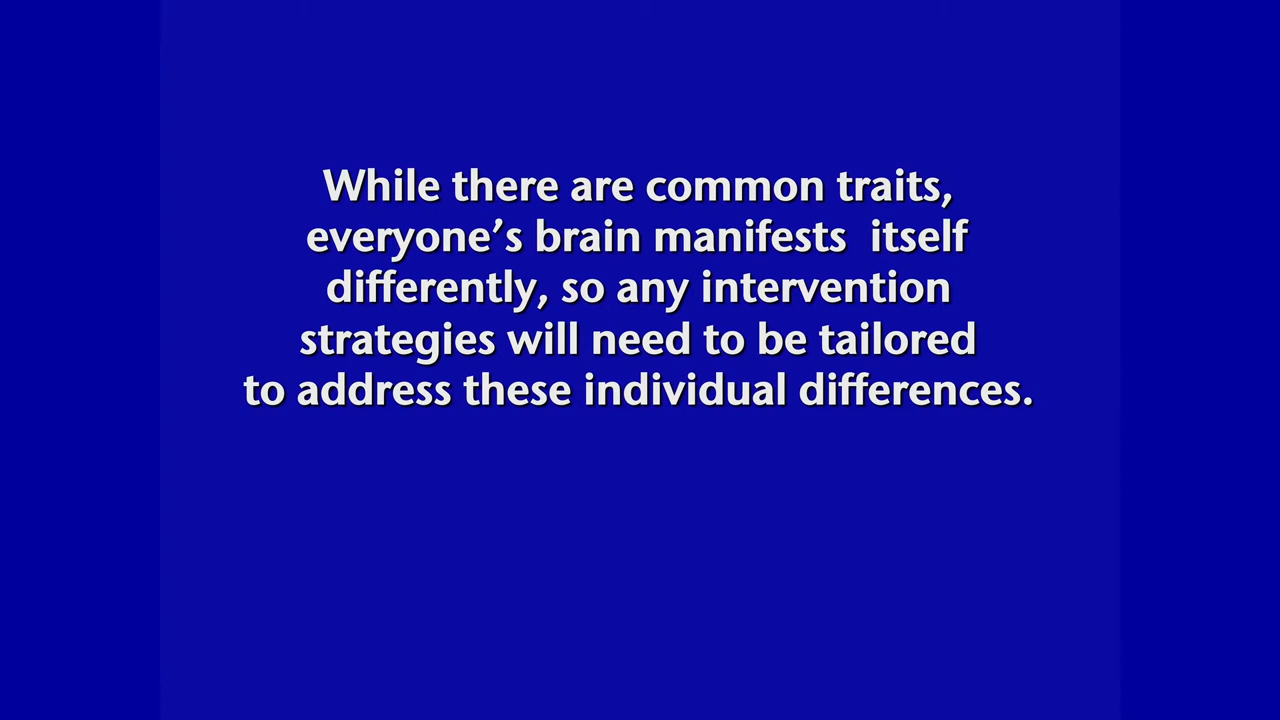 While there are common traits,
everyone’s brain manifests  itself
differently, so any intervention
strategies will need to be tailored
to address these individual differences.